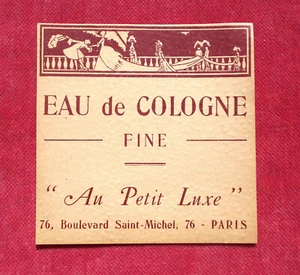 EAU de COLOGNE
FINE
“ Au Petit Luxe ”
76, Boulevard Saint-Michel, 76 - PARIS